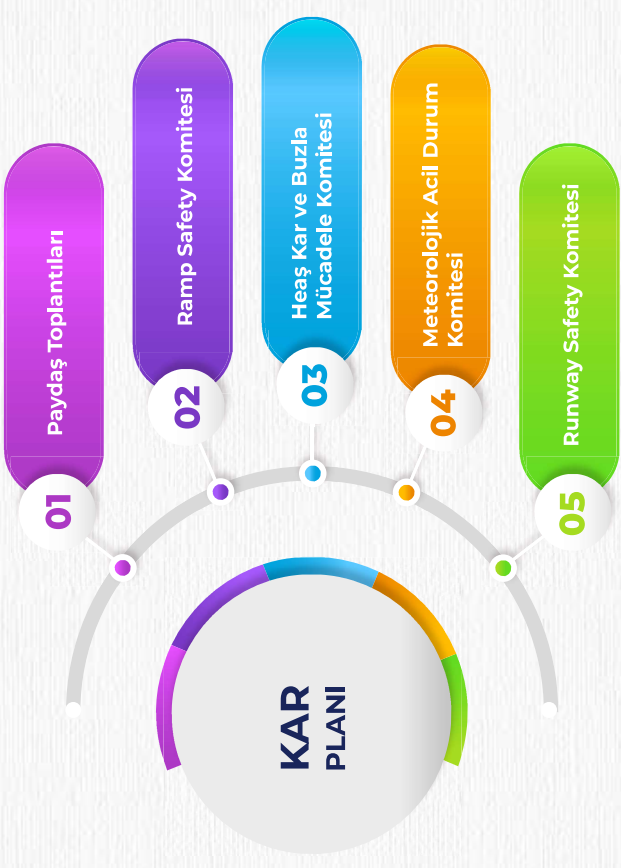 KAR
PLANI
01
Paydaş Toplantıları
02
Ramp Safety Komitesi
03
Heaş Kar ve Buzla
Mücadele Komitesi
04
Meteorolojik Acil Durum
Komitesi
05
Runway Safety Komitesi